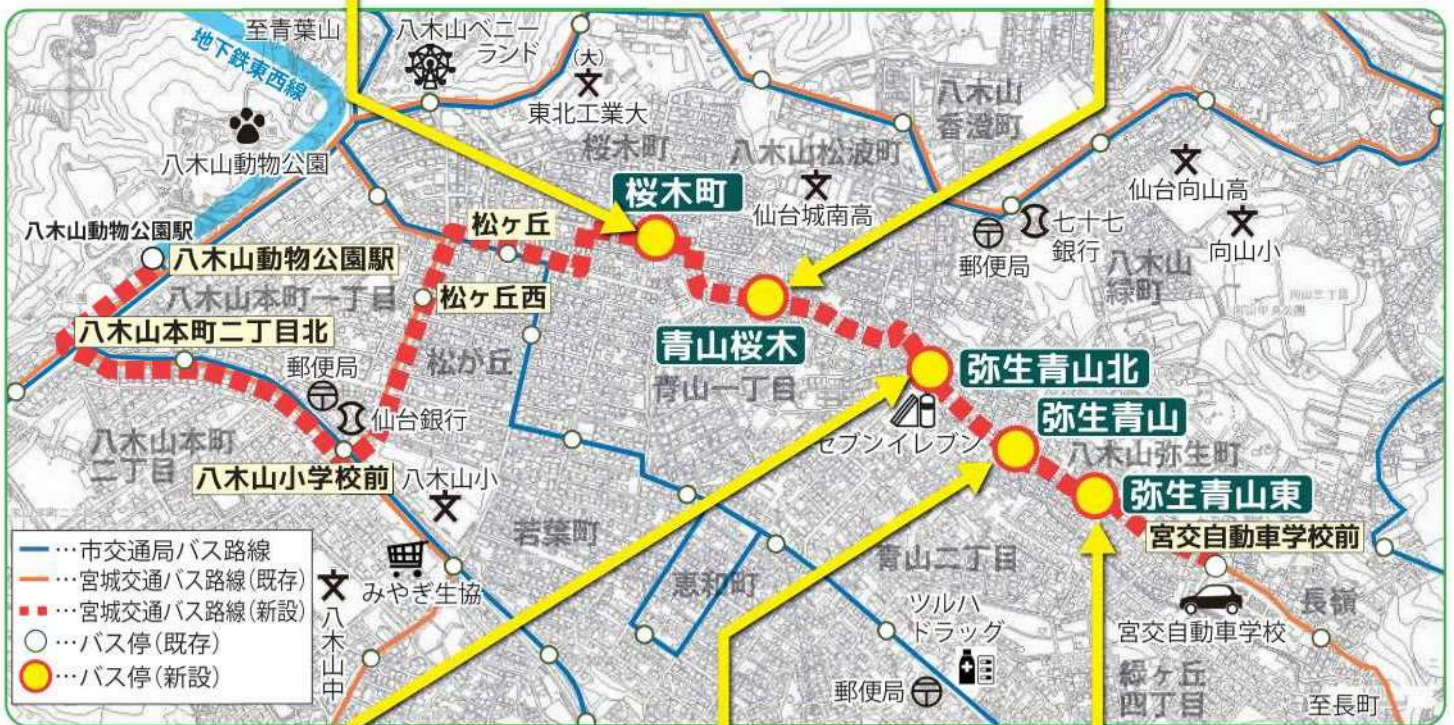 至青葉山
八木山ベニー
ランド
地下鉄東西線
(大)
東北工業大
八木山
香澄町
八木山動物公園
桜木町
八木山松波町
仙台向山高
桜木町
仙台城南高
七十七
銀行
郵便局
向山小
八木山
緑町
八木山動物公園駅
八木山動物公園駅
松ヶ丘
八木山本町一丁目
松ヶ丘西
八木山本町二丁目北
青山桜木
青山一丁目
松が丘
郵便局
仙台銀行
弥生青山北
弥生青山
セブンイレブン
八木山弥生町
八木山本町
二丁目
八木山小学校前
八木山小
弥生青山東
宮交自動車学校前
若葉町
青山二丁目
みやぎ生協
恵和町
ツルハ
ドラッグ
長嶺
宮交自動車学校
八木山中
郵便局
緑ヶ丘
四丁目
至長町
…市交通局バス路線
…宮城交通バス路線(既存)
…宮城交通バス路線(新設)
…バス停(既存)
…バス停(新設)